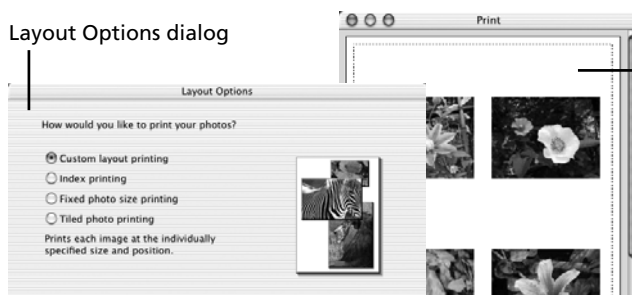 Layout Options dialog
Print
Layout Options
How would you like to print your photos?
Custom layout printing
Index printing
Fixed photo size printing
Tiled photo printing
Prints each image at the individually
specified size and position.